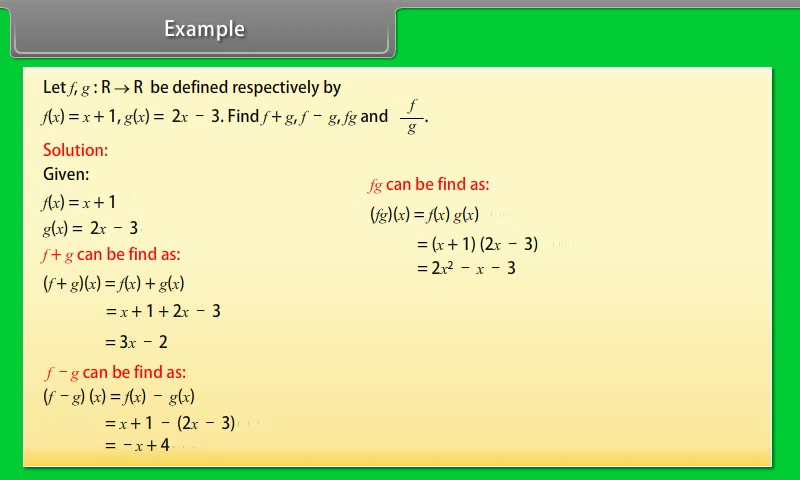 Example
Let f, g : R → R be defined respectively by
f(x) = x + 1, g(x) = 2x − 3. Find f + g, f − g, fg and f/g.
Solution:
Given:
f(x) = x + 1
g(x) = 2x − 3
f + g can be find as:
(f + g)(x) = f(x) + g(x)
= x + 1 + 2x − 3
= 3x − 2
f − g can be find as:
(f − g) (x) = f(x) − g(x)
= x + 1 − (2x − 3)
= −x + 4
fg can be find as:
(fg)(x) = f(x) g(x)
= (x + 1) (2x − 3)
= 2x² − x − 3